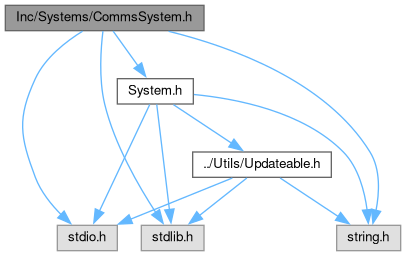 Inc/Systems/CommsSystem.h
System.h
../Utils/Updateable.h
stdio.h
stdlib.h
string.h